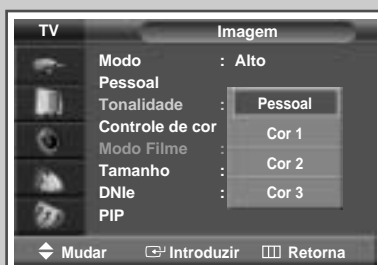 TV
Imagem
Modo : Alto
Pessoal
Tonalidade :
Controle de cor
Modo Filme :
Tamanho :
DNIe :
PIP
Pessoal
Cor 1
Cor 2
Cor 3
Mudar Introduzir Retorna